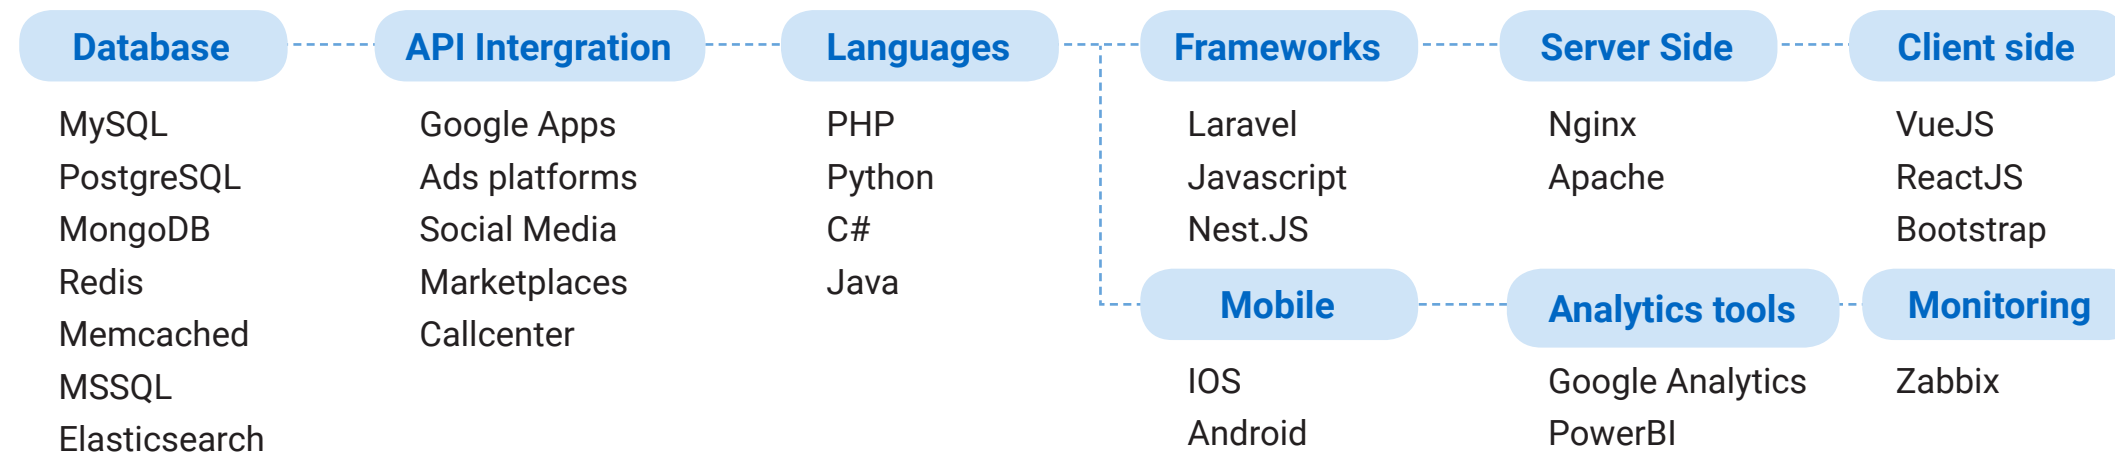 Database
MySQL
PostgreSQL
MongoDB
Redis
Memcached
MSSQL
Elasticsearch
API Intergration
Google Apps
Ads platforms
Social Media
Marketplaces
Callcenter
Languages
PHP
Python
C#
Java
Frameworks
Laravel
Javascript
Nest.JS
Server Side
Nginx
Apache
Client side
VueJS
ReactJS
Bootstrap
Mobile
IOS
Android
Analytics tools
Google Analytics
PowerBI
Monitoring
Zabbix